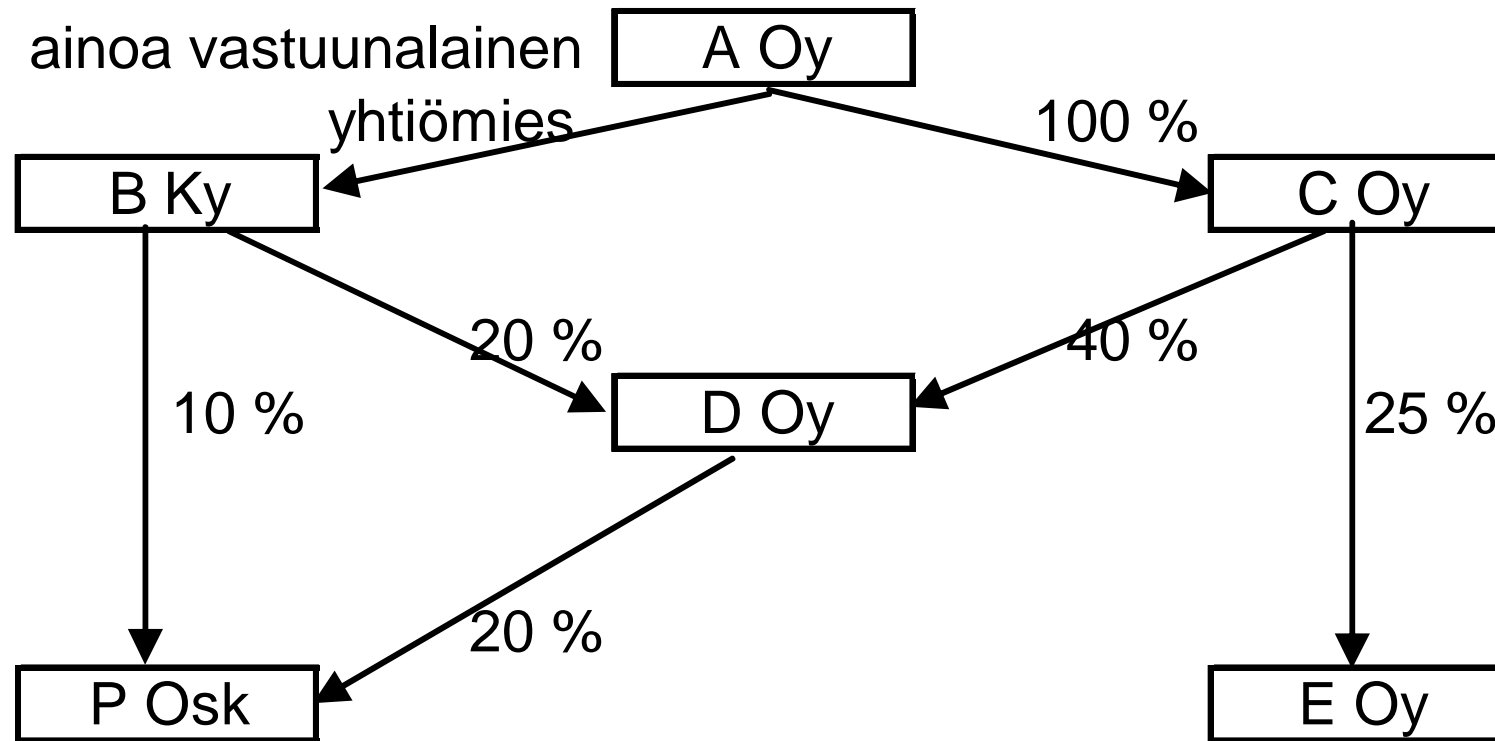 ainoa vastuunalainen
yhtiömies
A Oy
100 %
B Ky
C Oy
20 %
40 %
10 %
D Oy
25 %
20 %
P Osk
E Oy